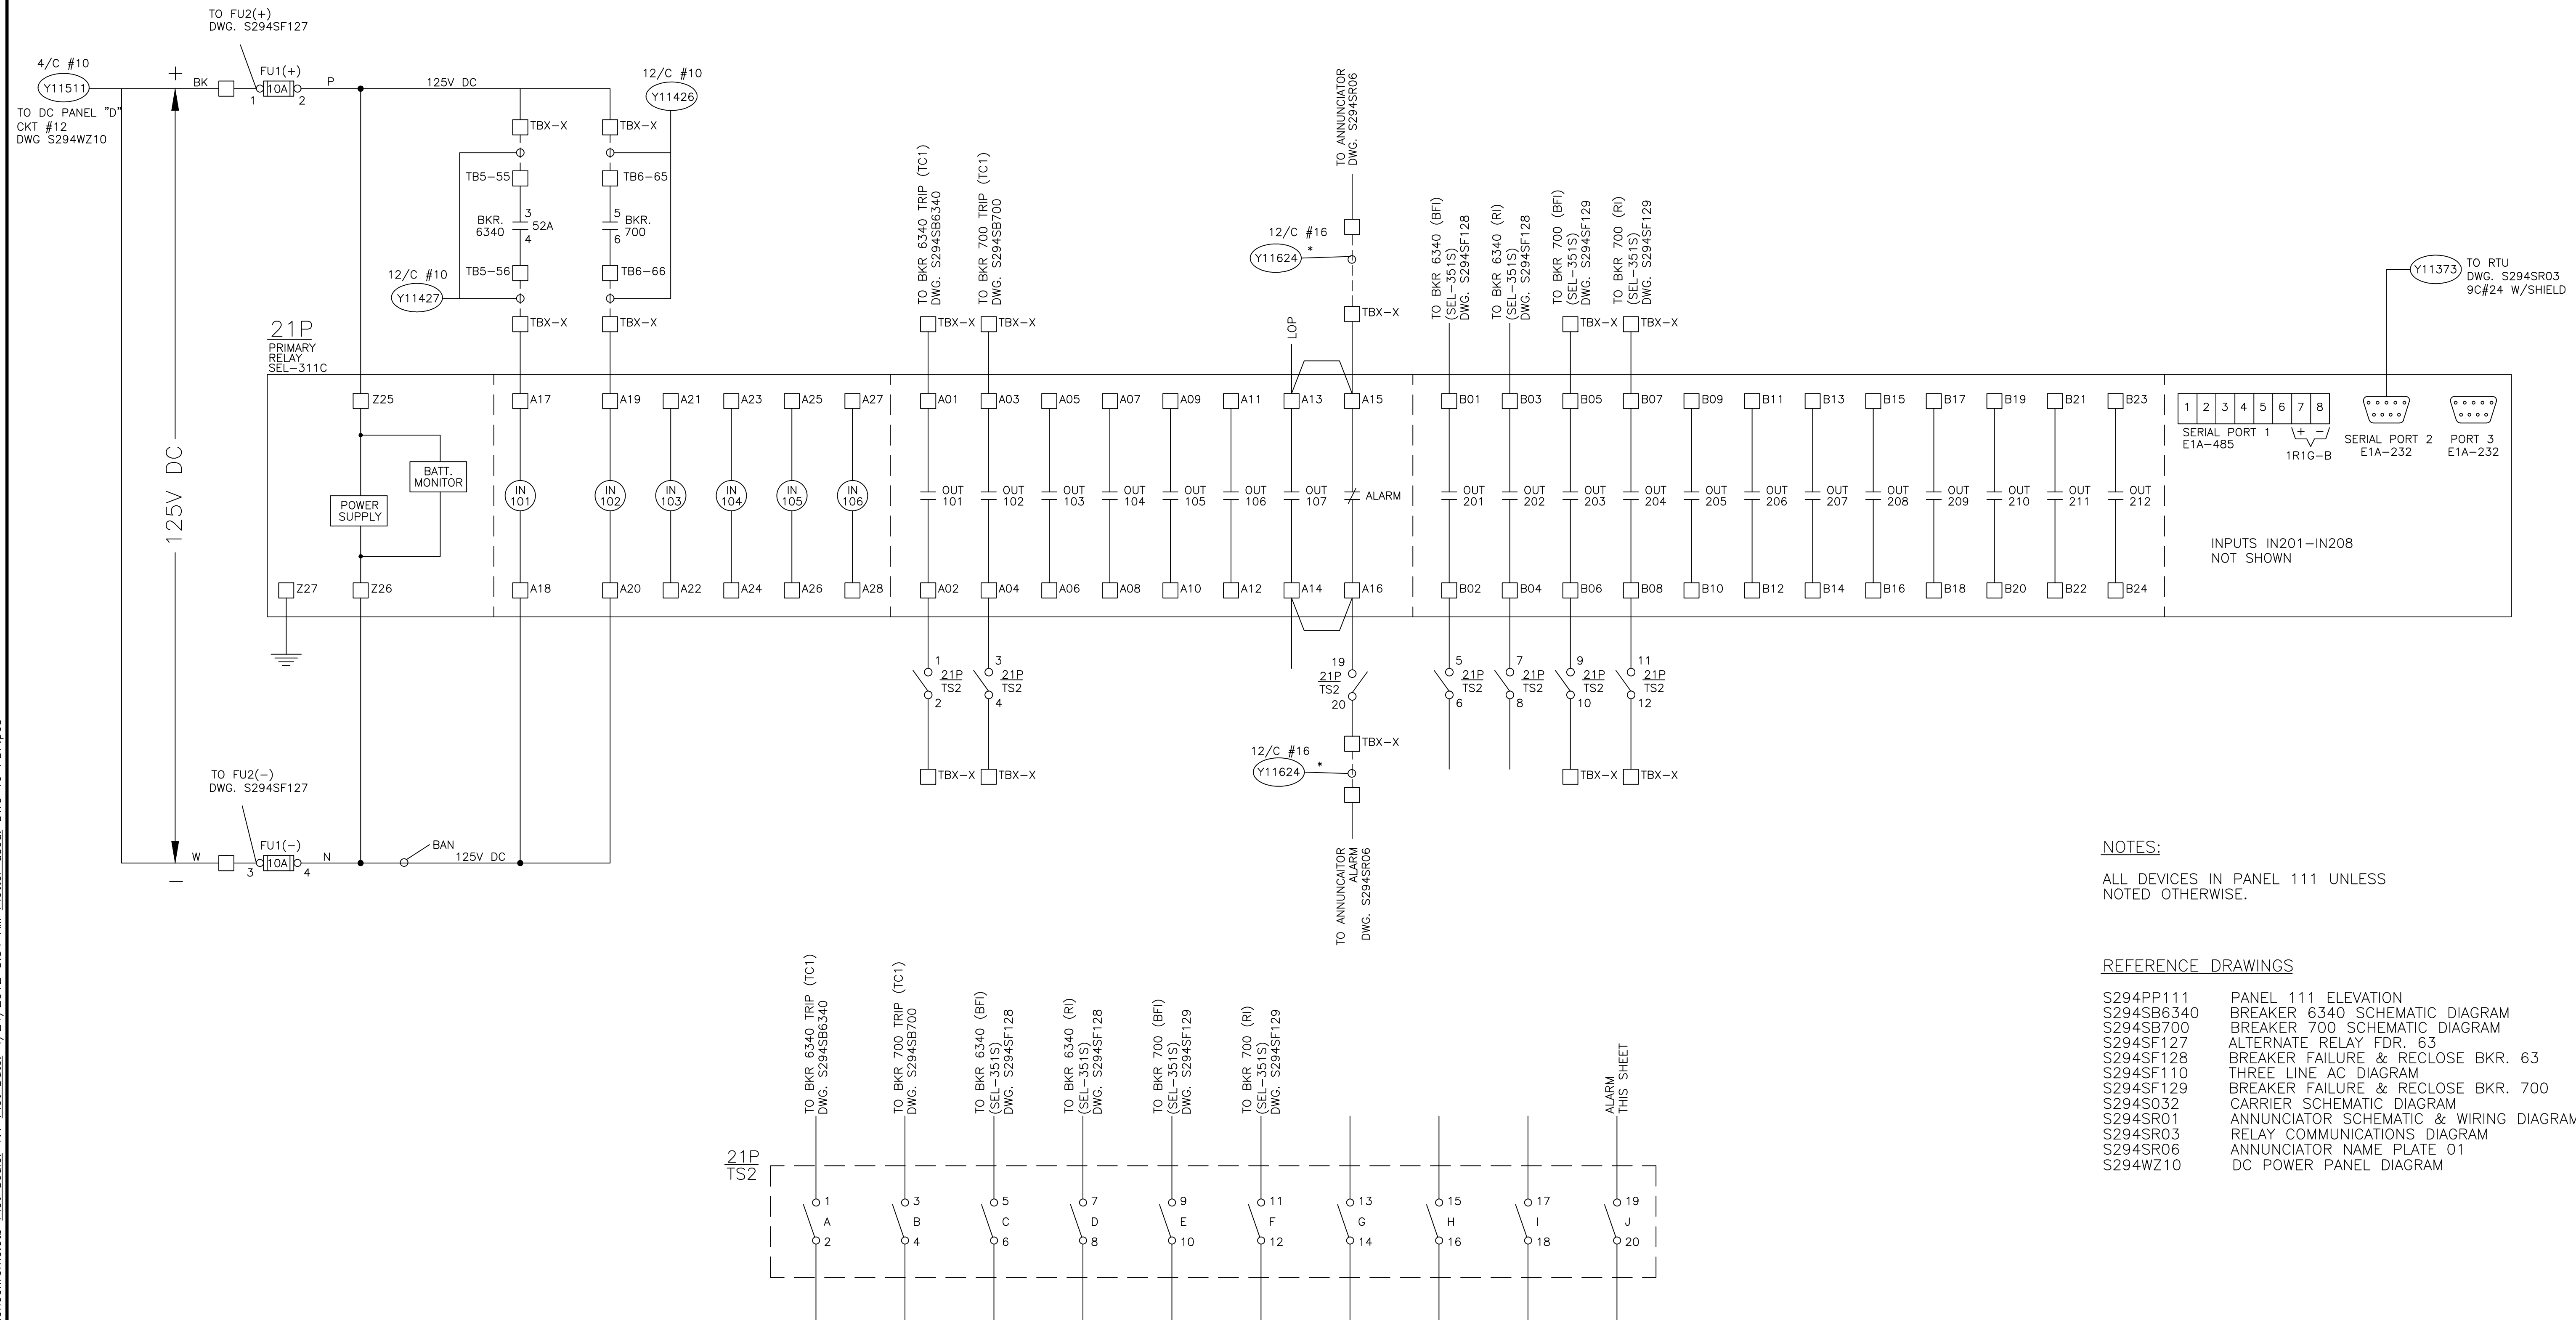 TO FU2(+)
DWG. S294SF127
4/C #10
Y11511
TO DC PANEL "D"
CKT #12
DWG S294WZ10
+
BK
FU1(+)
10A
1
2
P
125V DC
12/C #10
Y11426
TBX-X
TBX-X
TB5-55
TB6-65
BKR.
6340
3
4
52A
5
6
BKR.
700
TB5-56
TB6-66
12/C #10
Y11427
TBX-X
TBX-X
125V DC
21P
PRIMARY
RELAY
SEL-311C
TO BKR 6340 TRIP (TC1)
DWG. S294SB6340
TO BKR 700 TRIP (TC1)
DWG. S294SB700
TBX-X
TBX-X
TO ANNUNCIATOR
DWG. S294SR06
12/C #16
Y11624
*
TBX-X
LOP
TO BKR 6340 (BFI)
(SEL-351S)
DWG. S294SF128
TO BKR 6340 (RI)
(SEL-351S)
DWG. S294SF128
TO BKR 700 (BFI)
(SEL-351S)
DWG. S294SF129
TO BKR 700 (RI)
(SEL-351S)
DWG. S294SF129
TBX-X
TBX-X
Y11373
TO RTU
DWG. S294SR03
9C#24 W/SHIELD
Z25
A17
A19
A21
A23
A25
A27
A01
A03
A05
A07
A09
A11
A13
A15
B01
B03
B05
B07
B09
B11
B13
B15
B17
B19
B21
B23
1 2 3 4 5 6 7 8
SERIAL PORT 1
E1A-485
+ -
1R1G-B
SERIAL PORT 2
E1A-232
PORT 3
E1A-232
BATT.
MONITOR
POWER
SUPPLY
IN
101
IN
102
IN
103
IN
104
IN
105
IN
106
OUT
101
OUT
102
OUT
103
OUT
104
OUT
105
OUT
106
OUT
107
ALARM
OUT
201
OUT
202
OUT
203
OUT
204
OUT
205
OUT
206
OUT
207
OUT
208
OUT
209
OUT
210
OUT
211
OUT
212
INPUTS IN201-IN208
NOT SHOWN
Z27
Z26
A18
A20
A22
A24
A26
A28
A02
A04
A06
A08
A10
A12
A14
A16
B02
B04
B06
B08
B10
B12
B14
B16
B18
B20
B22
B24
1
21P
TS2
2
3
21P
TS2
4
19
21P
TS2
20
5
21P
TS2
6
7
21P
TS2
8
9
21P
TS2
10
11
21P
TS2
12
TBX-X
TBX-X
TBX-X
12/C #16
Y11624
*
TBX-X
TBX-X
TO ANNUNCAITOR
ALARM
DWG. S294SR06
TO FU2(-)
DWG. S294SF127
W
FU1(-)
10A
3
4
N
BAN
125V DC
-
NOTES:
ALL DEVICES IN PANEL 111 UNLESS
NOTED OTHERWISE.
REFERENCE DRAWINGS
S294PP111 PANEL 111 ELEVATION
S294SB6340 BREAKER 6340 SCHEMATIC DIAGRAM
S294SB700 BREAKER 700 SCHEMATIC DIAGRAM
S294SF127 ALTERNATE RELAY FDR. 63
S294SF128 BREAKER FAILURE & RECLOSE BKR. 63
S294SF110 THREE LINE AC DIAGRAM
S294SF129 BREAKER FAILURE & RECLOSE BKR. 700
S294S032 CARRIER SCHEMATIC DIAGRAM
S294SR01 ANNUNCIATOR SCHEMATIC & WIRING DIAGRAM
S294SR03 RELAY COMMUNICATIONS DIAGRAM
S294SR06 ANNUNCIATOR NAME PLATE 01
S294WZ10 DC POWER PANEL DIAGRAM
TO BKR 6340 TRIP (TC1)
DWG. S294SB6340
TO BKR 700 TRIP (TC1)
DWG. S294SB700
TO BKR 6340 (BFI)
(SEL-351S)
DWG. S294SF128
TO BKR 6340 (RI)
(SEL-351S)
DWG. S294SF128
TO BKR 700 (BFI)
(SEL-351S)
DWG. S294SF129
TO BKR 700 (RI)
(SEL-351S)
DWG. S294SF129
ALARM
THIS SHEET
21P
TS2
1
A
2
3
B
4
5
C
6
7
D
8
9
E
10
11
F
12
13
G
14
15
H
16
17
I
18
19
J
20